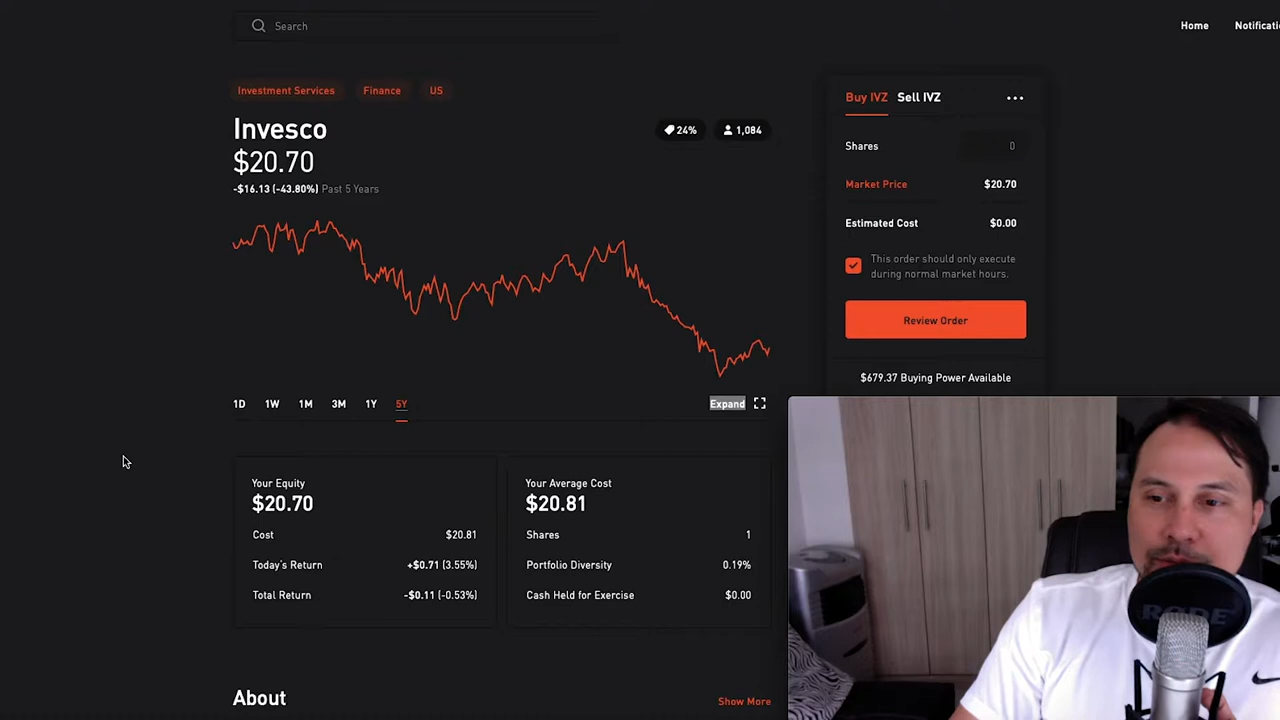 Search
Home
Notificati
Investment Services
Finance
US
Invesco
24%
1,084
$20.70
-$16.13 (-43.80%) Past 5 Years
1D
1W
1M
3M
1Y
5Y
Expand
Your Equity
$20.70
Cost
$20.81
Today's Return
+$0.71 (3.55%)
Total Return
-$0.11 (-0.53%)
Your Average Cost
$20.81
Shares
1
Portfolio Diversity
0.19%
Cash Held for Exercise
$0.00
About
Show More
Buy IVZ
Sell IVZ
Shares
0
Market Price
$20.70
Estimated Cost
$0.00
This order should only execute
during normal market hours.
Review Order
$679.37 Buying Power Available
RØDE